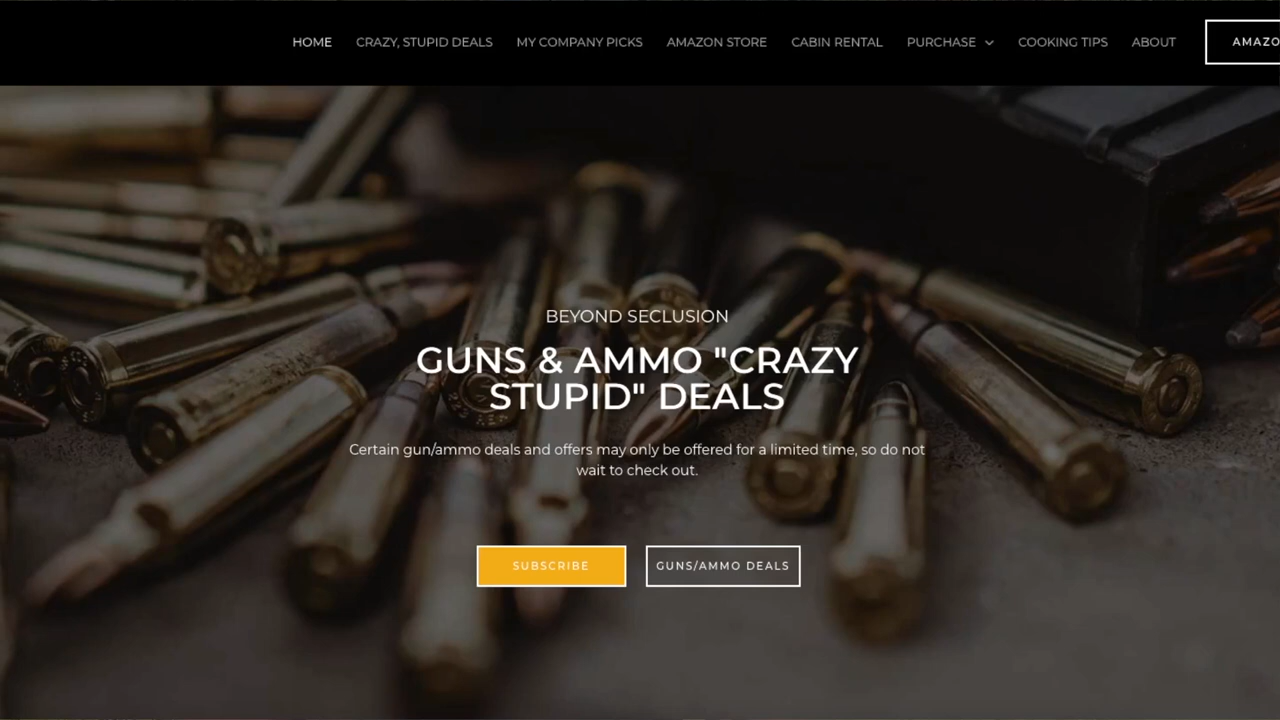 HOME CRAZY, STUPID DEALS MY COMPANY PICKS AMAZON STORE CABIN RENTAL PURCHASE COOKING TIPS ABOUT AMAZO
BEYOND SECLUSION
GUNS & AMMO "CRAZY
STUPID" DEALS
Certain gun/ammo deals and offers may only be offered for a limited time, so do not
wait to check out.
SUBSCRIBE GUNS/AMMO DEALS